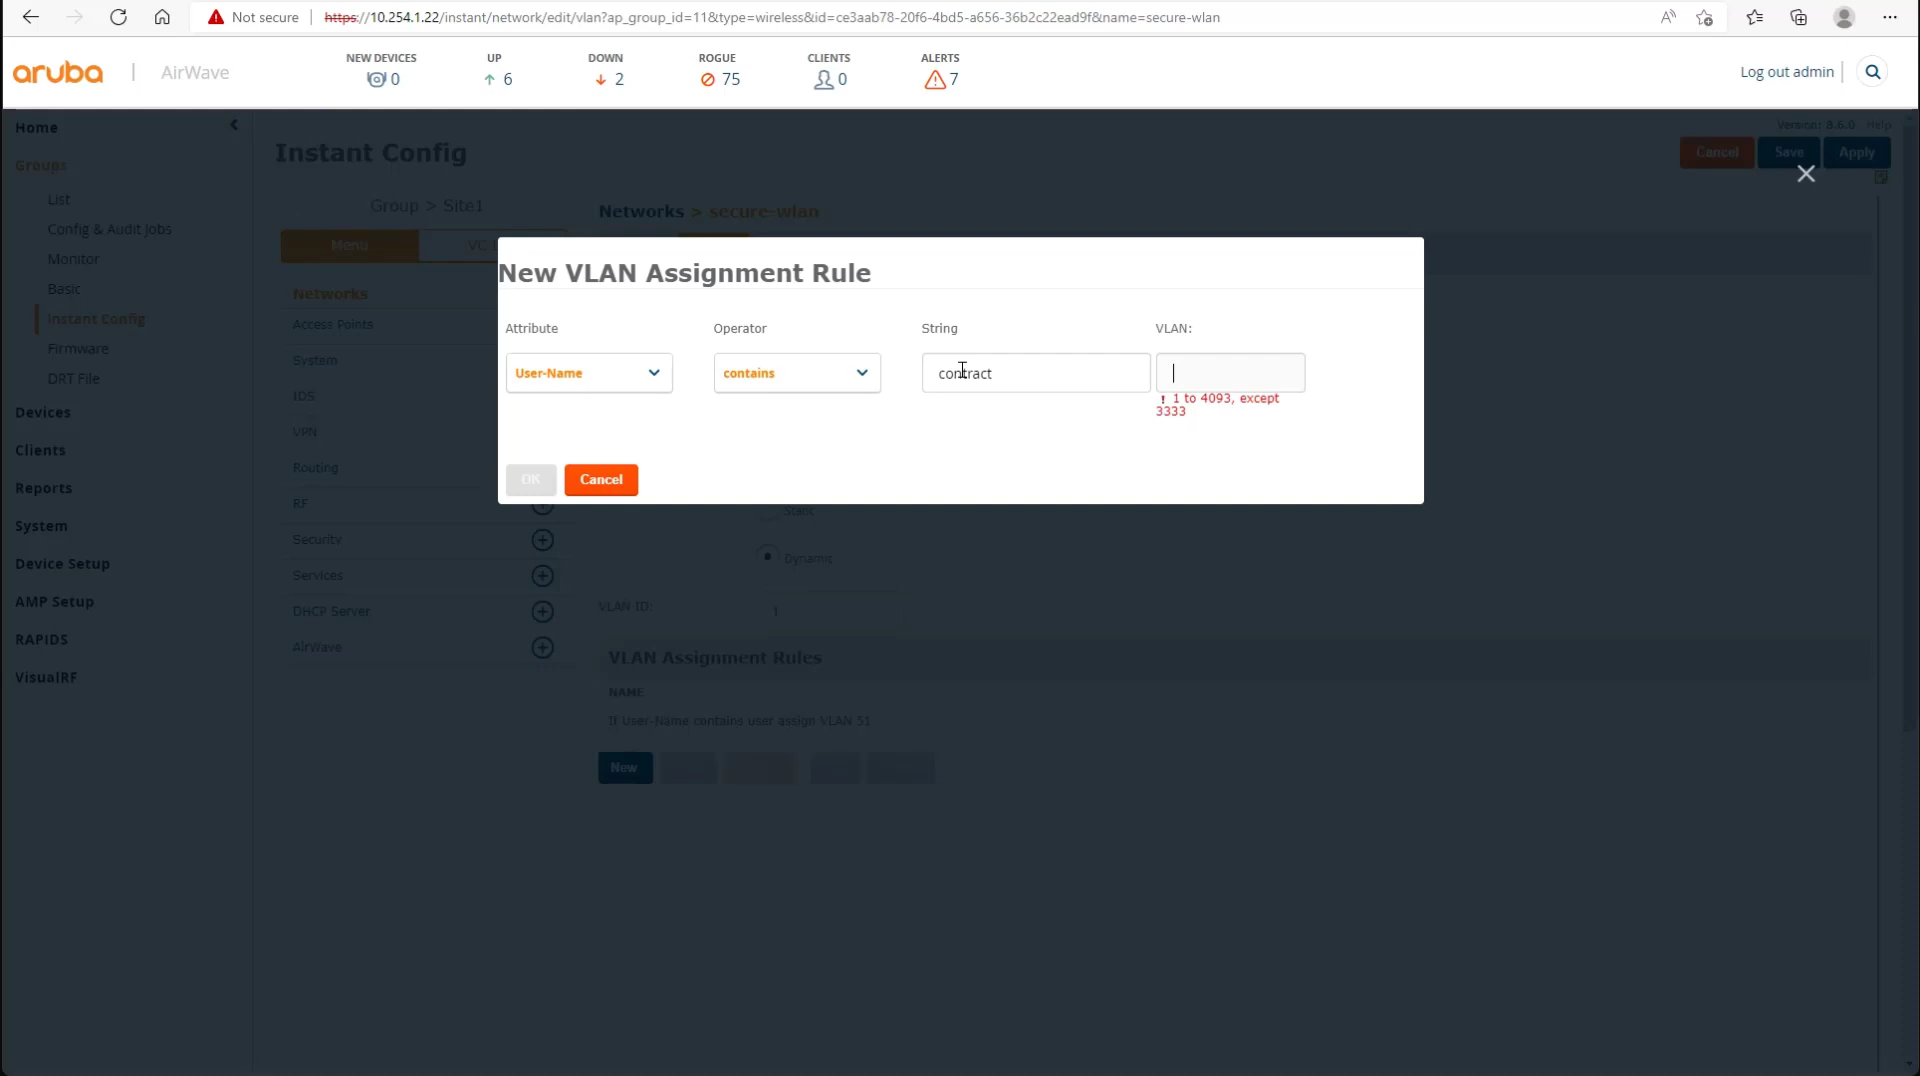 Not secure https://10.254.1.22/instant/network/edit/vlan?ap_group_id=11&type=wireless&id=ce3aab78-20f6-4bd5-a656-36b2c22ead9f&name=secure-wlan
aruba | AirWave
NEW DEVICES UP DOWN ROGUE CLIENTS ALERTS
0 6 2 75 0 7
Log out admin
Home
Version: 8.6.0 Help
Groups
Instant Config
Cancel Save Apply
List
Group > Site1
Networks > secure-wlan
Config & Audit Jobs
Menu VC
Monitor
New VLAN Assignment Rule
Basic
Networks
Instant Config
Access Points
Attribute Operator String VLAN:
Firmware
System
User-Name contains contract
DRT File
IDS
! 1 to 4093, except
3333
Devices
VPN
Clients
Routing
OK Cancel
Reports
RF
Static
System
Security
Dynamic
Device Setup
Services
AMP Setup
DHCP Server
VLAN ID: 1
RAPIDS
AirWave
VLAN Assignment Rules
VisualRF
NAME
If User-Name contains user assign VLAN 51
New